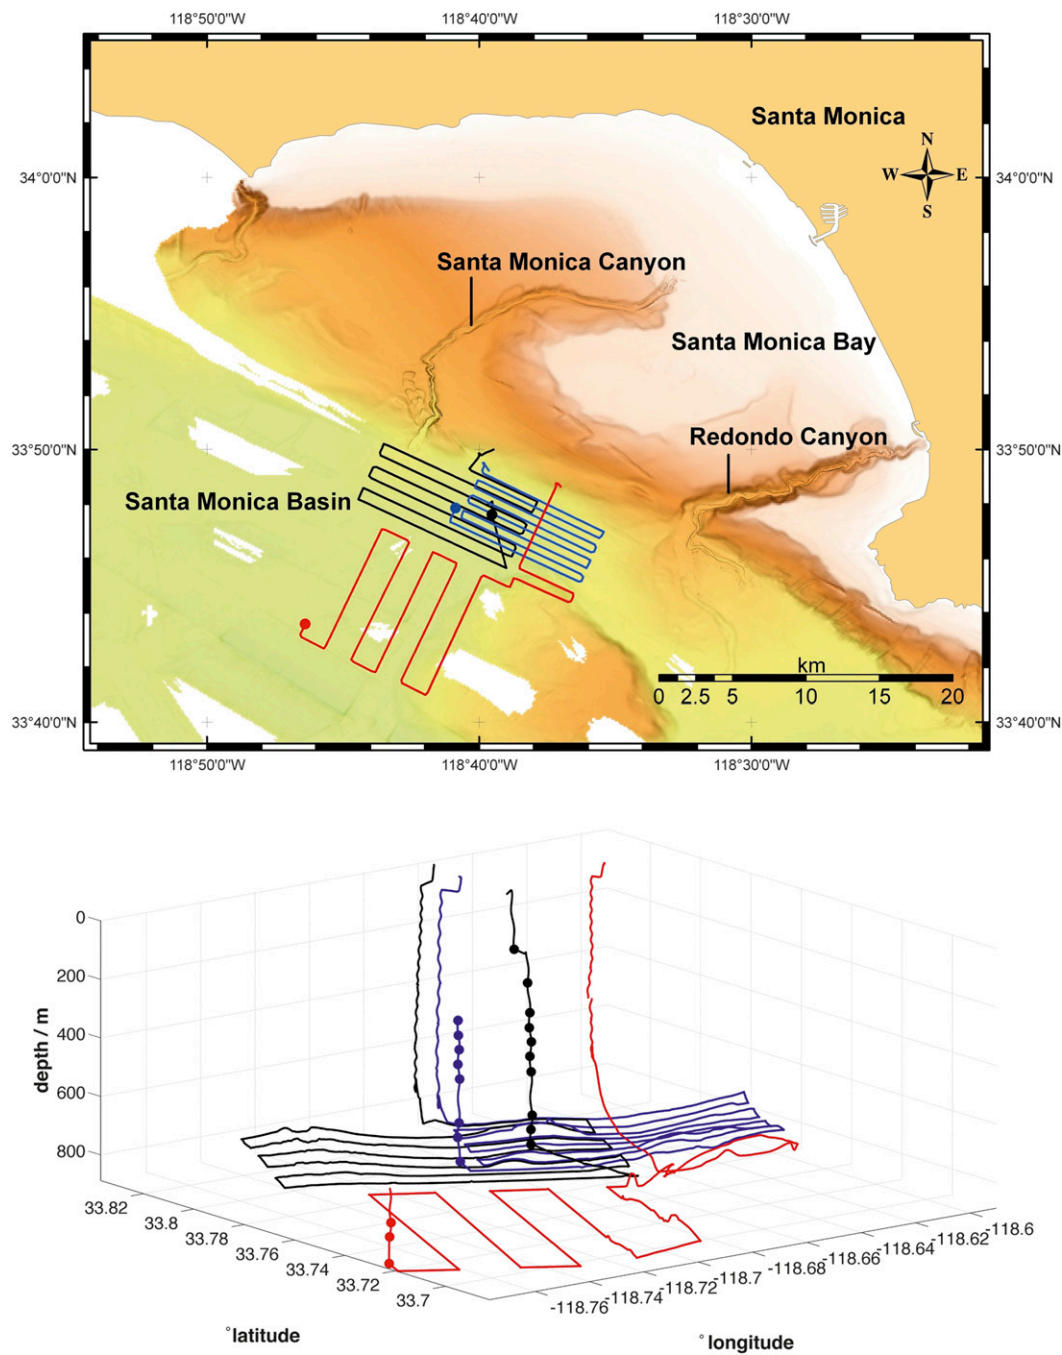 118°50'0"W 118°40'0"W 118°30'0"W
Santa Monica
N
W E
S
34°0'0"N 34°0'0"N
Santa Monica Canyon
Santa Monica Bay
Redondo Canyon
33°50'0"N 33°50'0"N
Santa Monica Basin
km
0 2.5 5 10 15 20
33°40'0"N 33°40'0"N
118°50'0"W 118°40'0"W 118°30'0"W
0
200
400
600
800
depth / m
33.82
33.8
33.78
33.76
33.74
33.72
33.7
-118.76
-118.74
-118.72
-118.7
-118.68
-118.66
-118.64
-118.62
-118.6
°latitude
°longitude